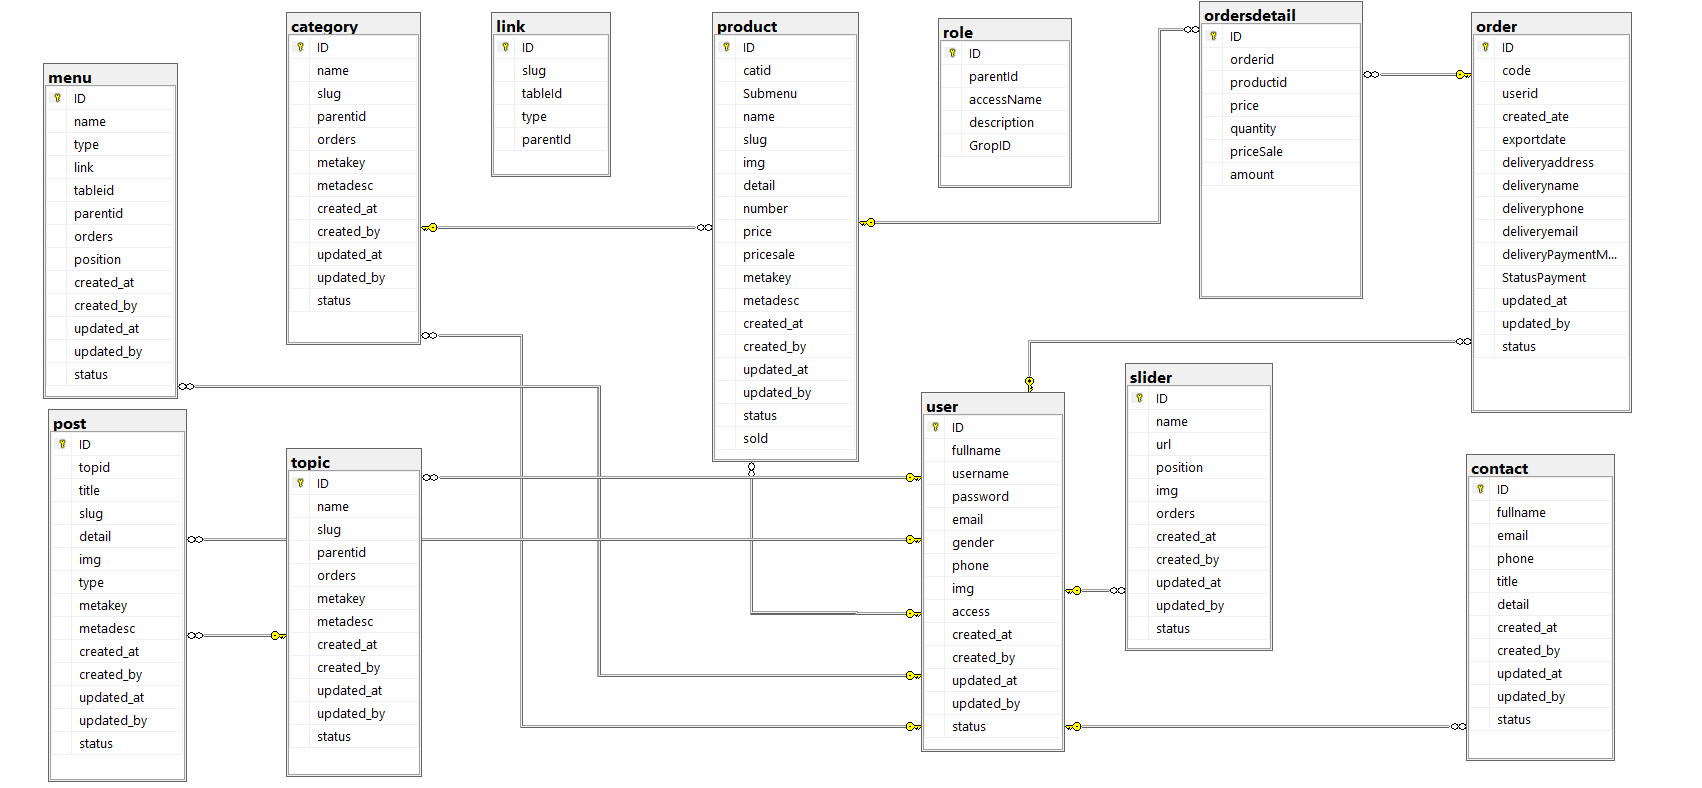 menu
ID
name
type
link
tableid
parentid
orders
position
created_at
created_by
updated_at
updated_by
status
category
ID
name
slug
parentid
orders
metakey
metadesc
created_at
created_by
updated_at
updated_by
status
link
ID
slug
tableId
type
parentId
product
ID
catid
Submenu
name
slug
img
detail
number
price
pricesale
metakey
metadesc
created_at
created_by
updated_at
updated_by
status
sold
role
ID
parentId
accessName
description
GropID
ordersdetail
ID
orderid
productid
price
quantity
priceSale
amount
order
ID
code
userid
created_ate
exportdate
deliveryaddress
deliveryname
deliveryphone
deliveryemail
deliveryPaymentM...
StatusPayment
updated_at
updated_by
status
post
ID
topid
title
slug
detail
img
type
metakey
metadesc
created_at
created_by
updated_at
updated_by
status
topic
ID
name
slug
parentid
orders
metakey
metadesc
created_at
created_by
updated_at
updated_by
status
user
ID
fullname
username
password
email
gender
phone
img
access
created_at
created_by
updated_at
updated_by
status
slider
ID
name
url
position
img
orders
created_at
created_by
updated_at
updated_by
status
contact
ID
fullname
email
phone
title
detail
created_at
created_by
updated_at
updated_by
status